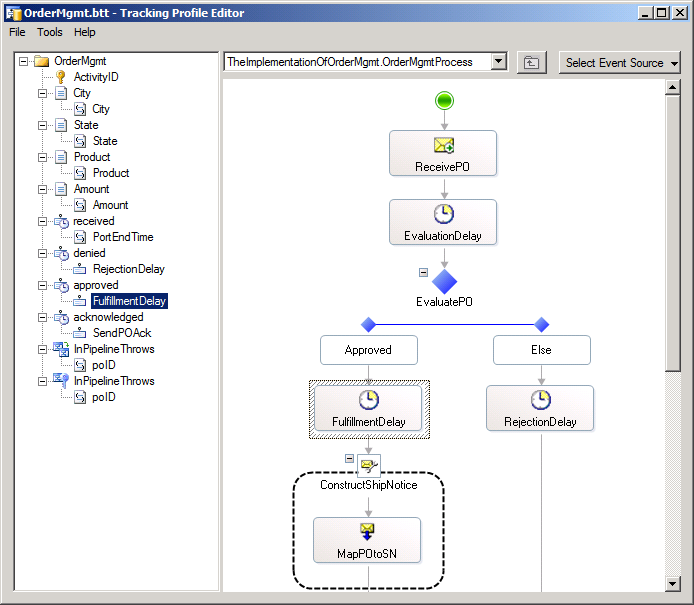 OrderMgmt.btt - Tracking Profile Editor
File Tools Help
OrderMgmt
ActivityID
City
City
State
State
Product
Product
Amount
Amount
received
PortEndTime
denied
RejectionDelay
approved
FulfillmentDelay
acknowledged
SendPOAck
InPipelineThrows
poID
InPipelineThrows
poID
TheImplementationOfOrderMgmt.OrderMgmtProcess
Select Event Source
ReceivePO
EvaluationDelay
EvaluatePO
Approved
Else
FulfillmentDelay
RejectionDelay
ConstructShipNotice
MapPOtoSN